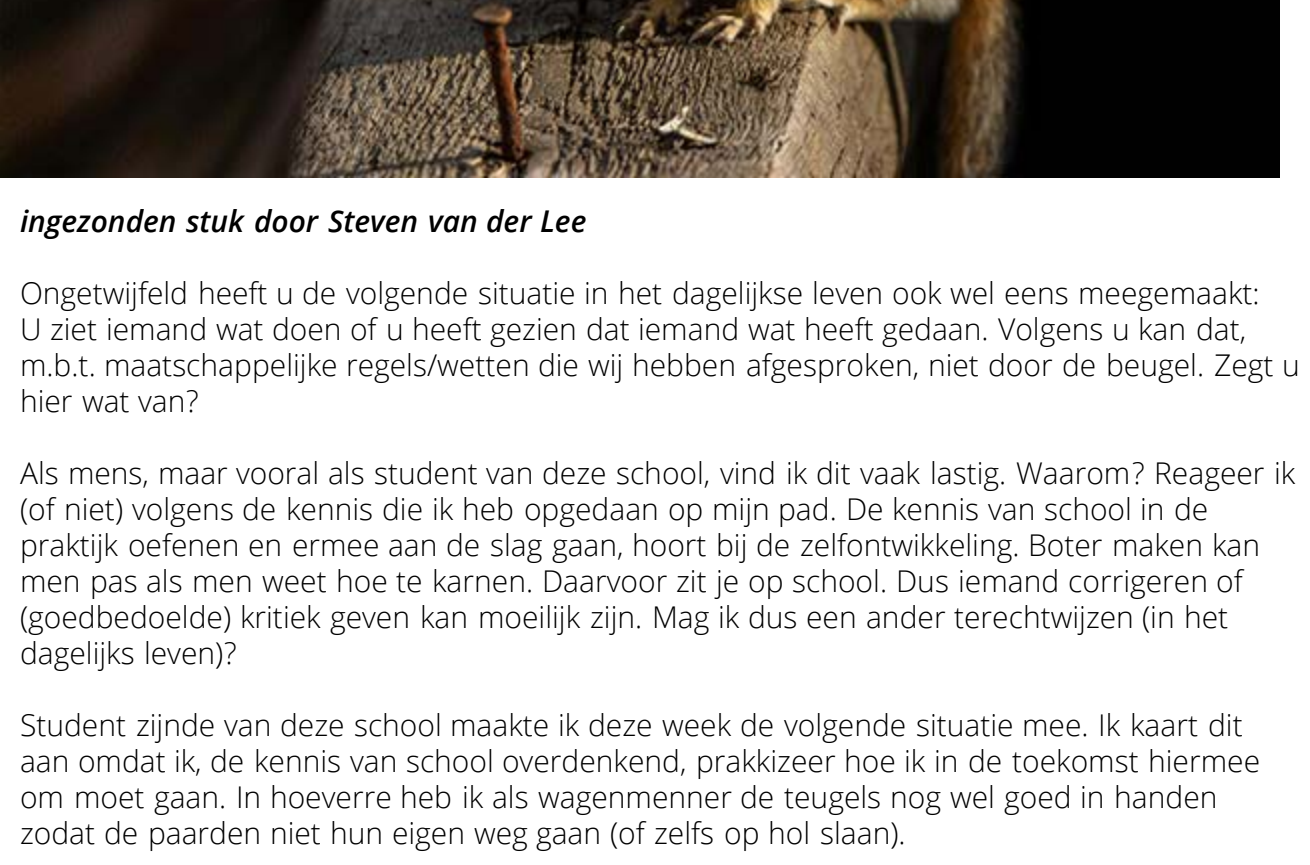 ingezonden stuk door Steven van der Lee
Ongetwijfeld heeft u de volgende situatie in het dagelijkse leven ook wel eens meegemaakt:
U ziet iemand wat doen of u heeft gezien dat iemand wat heeft gedaan. Volgens u kan dat,
m.b.t. maatschappelijke regels/wetten die wij hebben afgesproken, niet door de beugel. Zegt u
hier wat van?
Als mens, maar vooral als student van deze school, vind ik dit vaak lastig. Waarom? Reageer ik
(of niet) volgens de kennis die ik heb opgedaan op mijn pad. De kennis van school in de
praktijk oefenen en ermee aan de slag gaan, hoort bij de zelfontwikkeling. Boter maken kan
men pas als men weet hoe te karnen. Daarvoor zit je op school. Dus iemand corrigeren of
(goedbedoelde) kritiek geven kan moeilijk zijn. Mag ik dus een ander terechtwijzen (in het
dagelijks leven)?
Student zijnde van deze school maakte ik deze week de volgende situatie mee. Ik kaart dit
aan omdat ik, de kennis van school overdenkend, prakkizeer hoe ik in de toekomst hiermee
om moet gaan. In hoeverre heb ik als wagenmenner de teugels nog wel goed in handen
zodat de paarden niet hun eigen weg gaan (of zelfs op hol slaan).